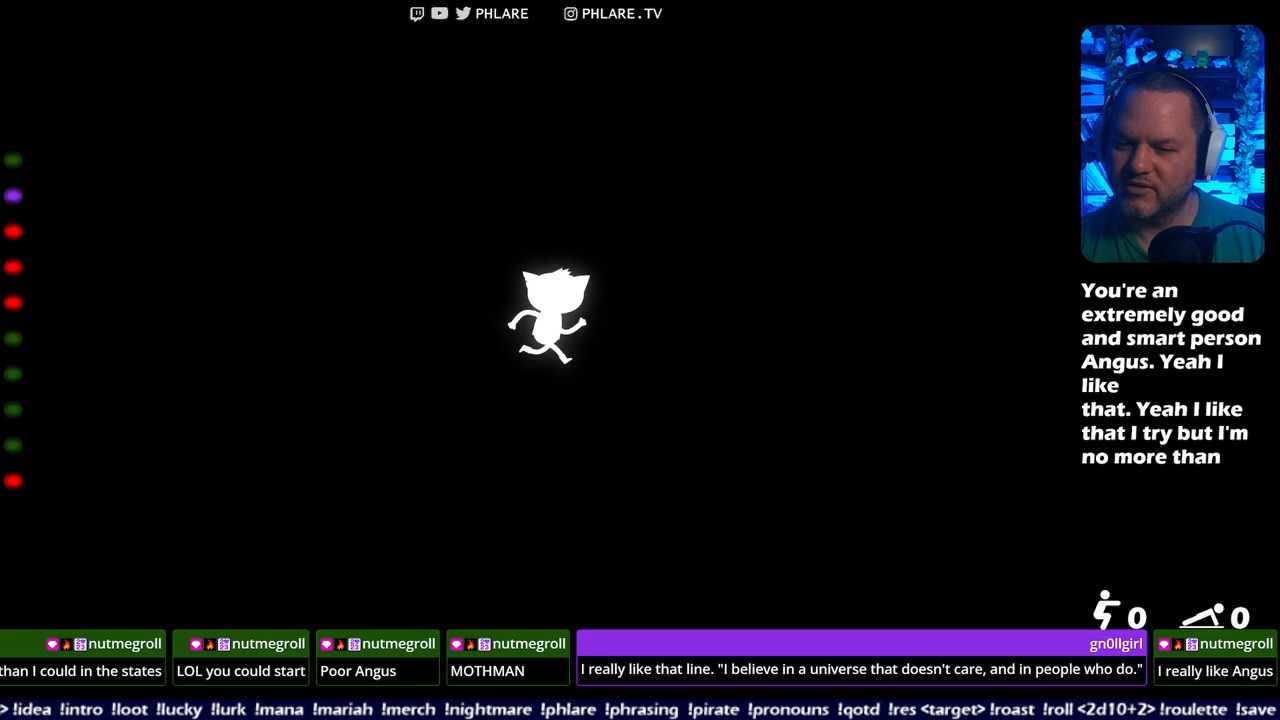 PHLARE PHLARE.TV
You're an
extremely good
and smart person
Angus. Yeah I
like
that. Yeah I like
that I try but I'm
no more than
0 0
nutmegroll
than I could in the states
nutmegroll
LOL you could start
nutmegroll
Poor Angus
nutmegroll
MOTHMAN
gn0llgirl
I really like that line. "I believe in a universe that doesn't care, and in people who do."
nutmegroll
I really like Angus
> !idea !intro !loot !lucky !lurk !mana !mariah !merch !nightmare !phlare !phrasing !pirate !pronouns !qotd !res <target> !roast !roll <2d10+2> !roulette !save